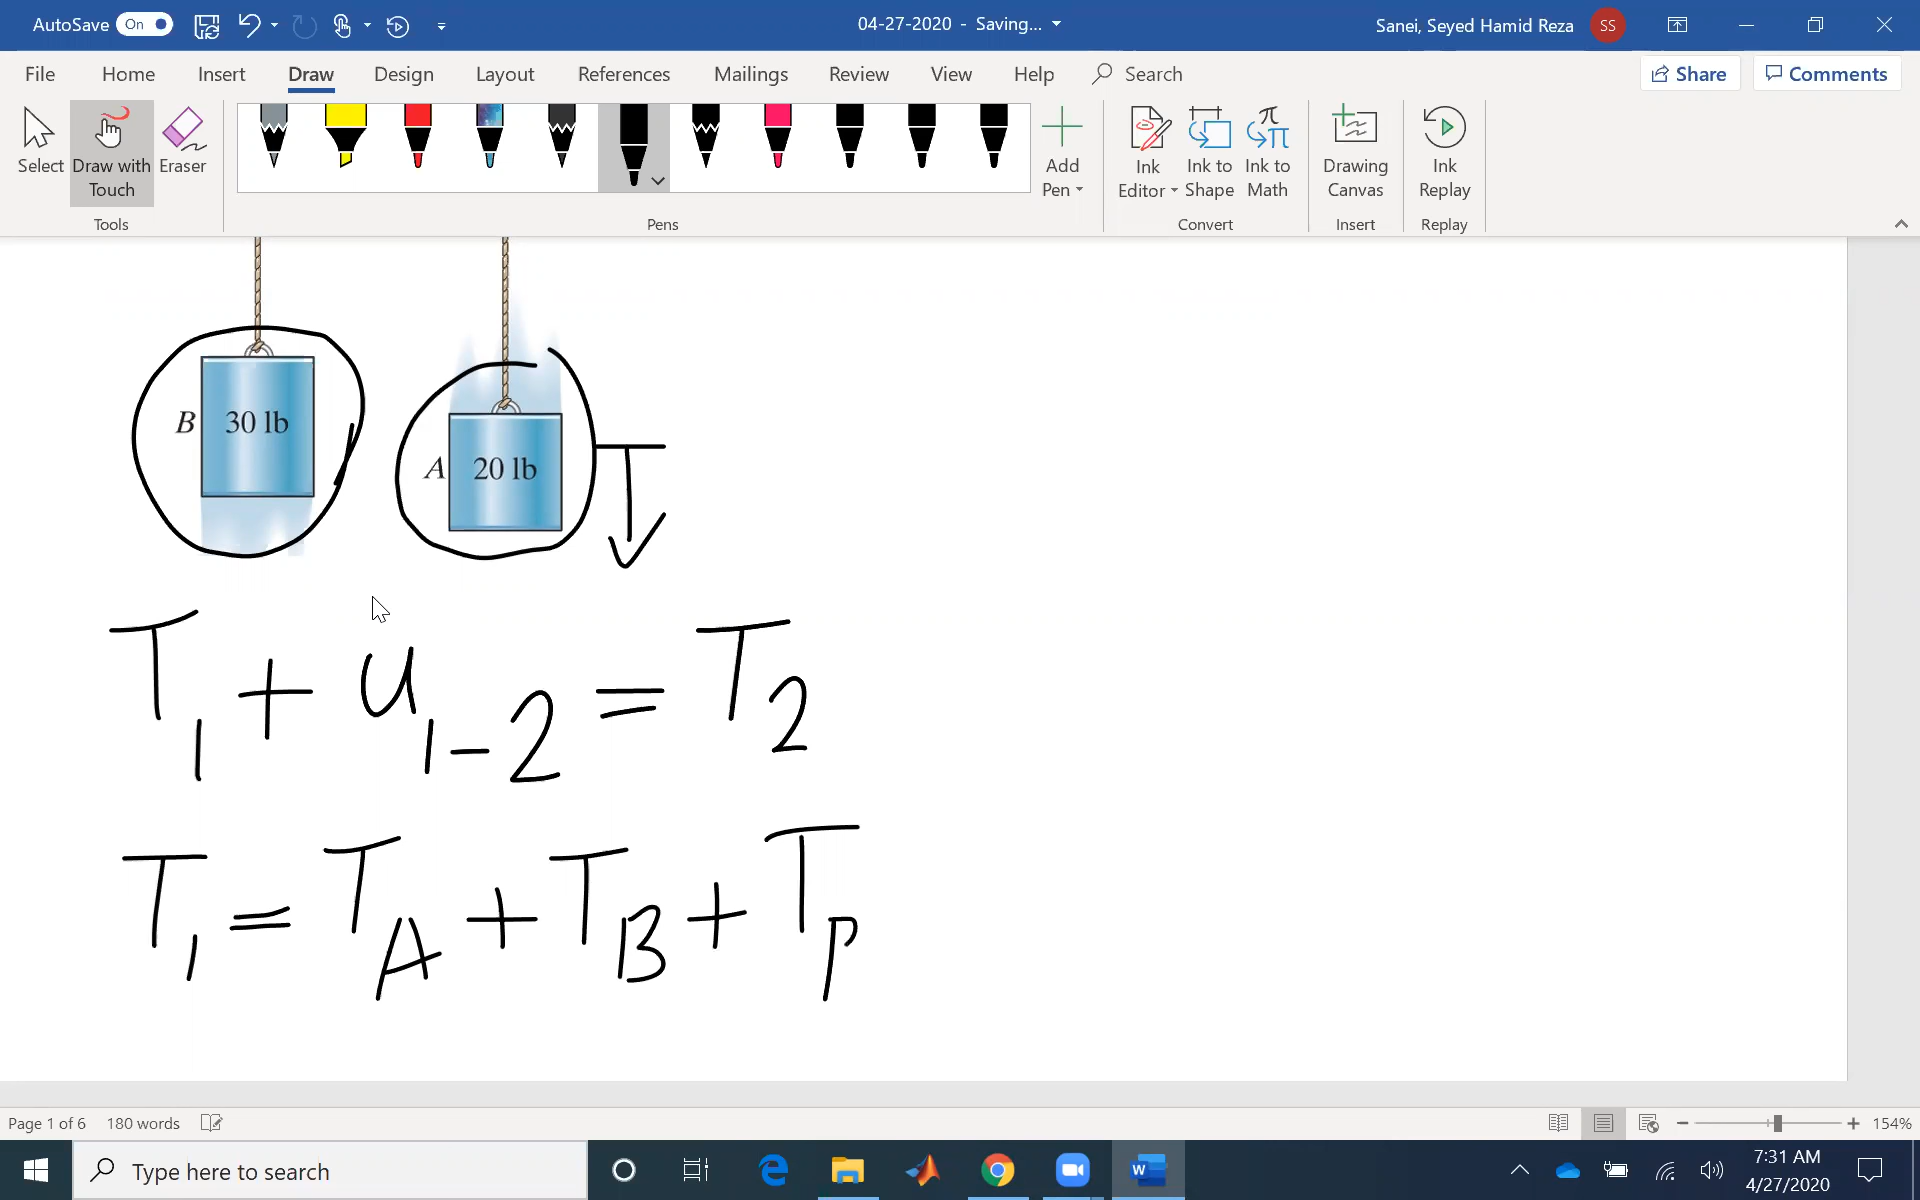 AutoSave On 04-27-2020 - Saving... Sanei, Seyed Hamid Reza SS
File Home Insert Draw Design Layout References Mailings Review View Help Search Share Comments
Select Draw with Touch Eraser Add Pen Ink Editor Ink to Shape Ink to Math Drawing Canvas Ink Replay
Tools Pens Convert Insert Replay
B 30 lb
A 20 lb
T₁ + U₁₋₂ = T₂
T₁ = T_A + T_B + T_P
Page 1 of 6 180 words 154%
Type here to search 7:31 AM
4/27/2020